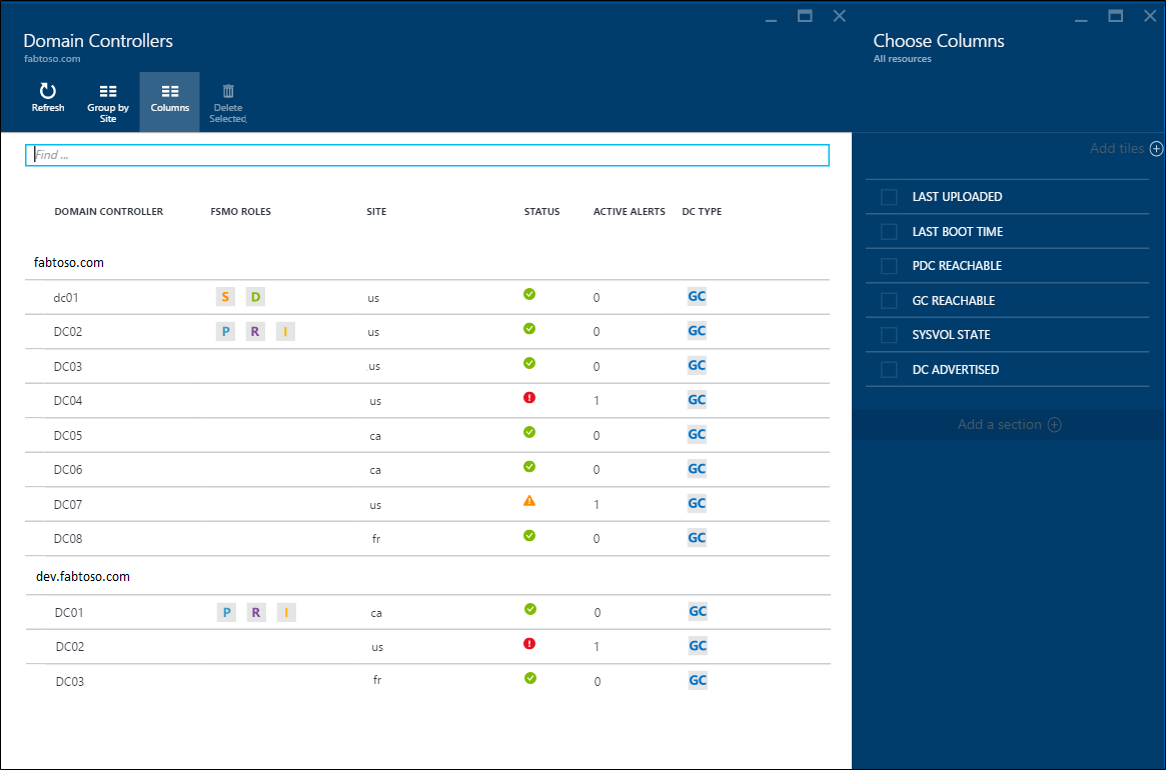 Domain Controllers
fabtoso.com
Refresh
Group by
Site
Columns
Delete
Selected
Find ...
DOMAIN CONTROLLER FSMO ROLES SITE STATUS ACTIVE ALERTS DC TYPE
fabtoso.com
dc01 S D us 0 GC
DC02 P R I us 0 GC
DC03 us 0 GC
DC04 us 1 GC
DC05 ca 0 GC
DC06 ca 0 GC
DC07 us 1 GC
DC08 fr 0 GC
dev.fabtoso.com
DC01 P R I ca 0 GC
DC02 us 1 GC
DC03 fr 0 GC
Choose Columns
All resources
Add tiles
LAST UPLOADED
LAST BOOT TIME
PDC REACHABLE
GC REACHABLE
SYSVOL STATE
DC ADVERTISED
Add a section